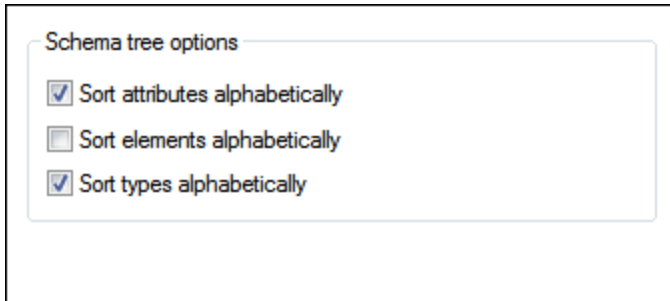 Schema tree options
Sort attributes alphabetically
Sort elements alphabetically
Sort types alphabetically